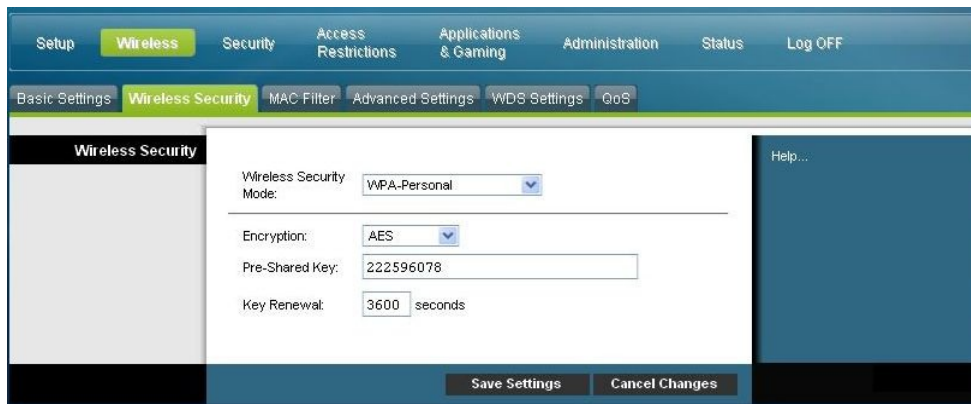 Setup Wireless Security Access Restrictions Applications & Gaming Administration Status Log OFF
Basic Settings Wireless Security MAC Filter Advanced Settings WDS Settings QoS
Wireless Security
Help...
Wireless Security Mode: WPA-Personal
Encryption: AES
Pre-Shared Key: 222596078
Key Renewal: 3600 seconds
Save Settings Cancel Changes